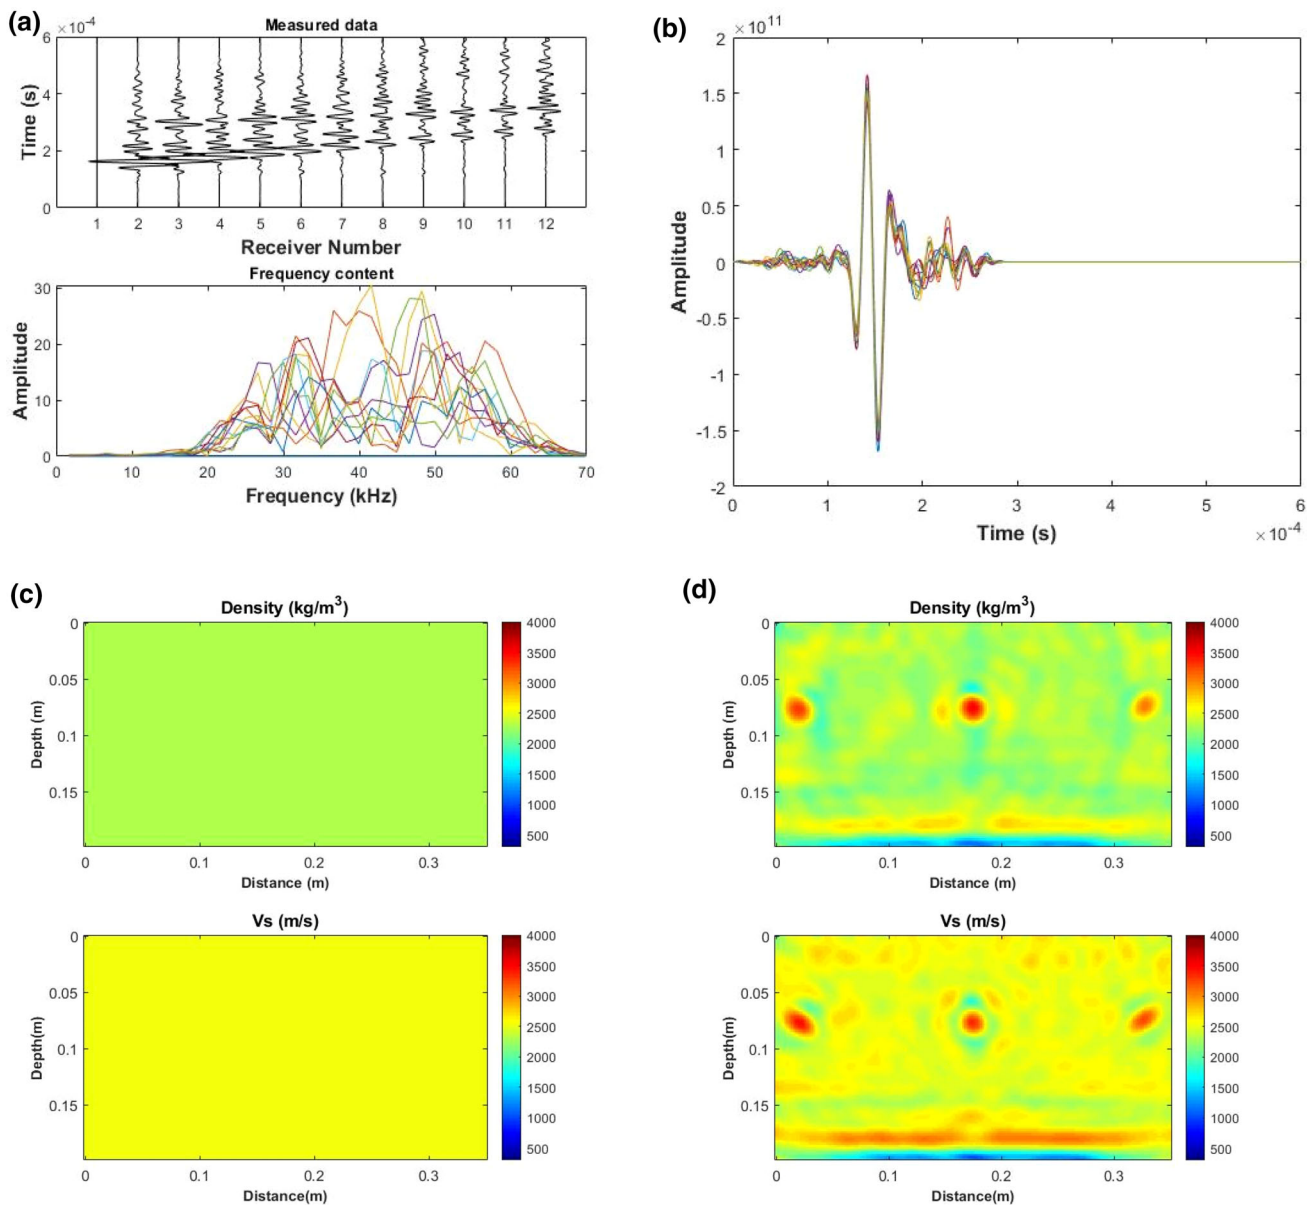 (a)
Measured data
×10-4
6
4
2
0
Time (s)
1 2 3 4 5 6 7 8 9 10 11 12
Receiver Number
Frequency content
30
20
10
0
Amplitude
0 10 20 30 40 50 60 70
Frequency (kHz)
(b)
×1011
2
1.5
1
0.5
0
-0.5
-1
-1.5
-2
Amplitude
0 1 2 3 4 5 6
Time (s)
×10-4
(c)
Density (kg/m3)
0
0.05
0.1
0.15
Depth (m)
0 0.1 0.2 0.3
Distance (m)
4000
3500
3000
2500
2000
1500
1000
500
Vs (m/s)
0
0.05
0.1
0.15
Depth(m)
0 0.1 0.2 0.3
Distance(m)
4000
3500
3000
2500
2000
1500
1000
500
(d)
Density (kg/m3)
0
0.05
0.1
0.15
Depth (m)
0 0.1 0.2 0.3
Distance (m)
4000
3500
3000
2500
2000
1500
1000
500
Vs (m/s)
0
0.05
0.1
0.15
Depth(m)
0 0.1 0.2 0.3
Distance(m)
4000
3500
3000
2500
2000
1500
1000
500